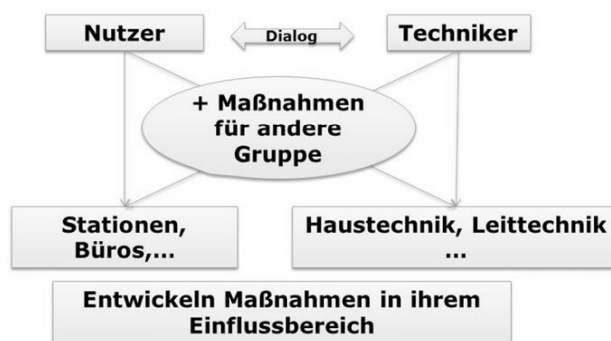 Nutzer
Dialog
Techniker
+ Maßnahmen
für andere
Gruppe
Stationen,
Büros,...
Haustechnik, Leittechnik
...
Entwickeln Maßnahmen in ihrem
Einflussbereich